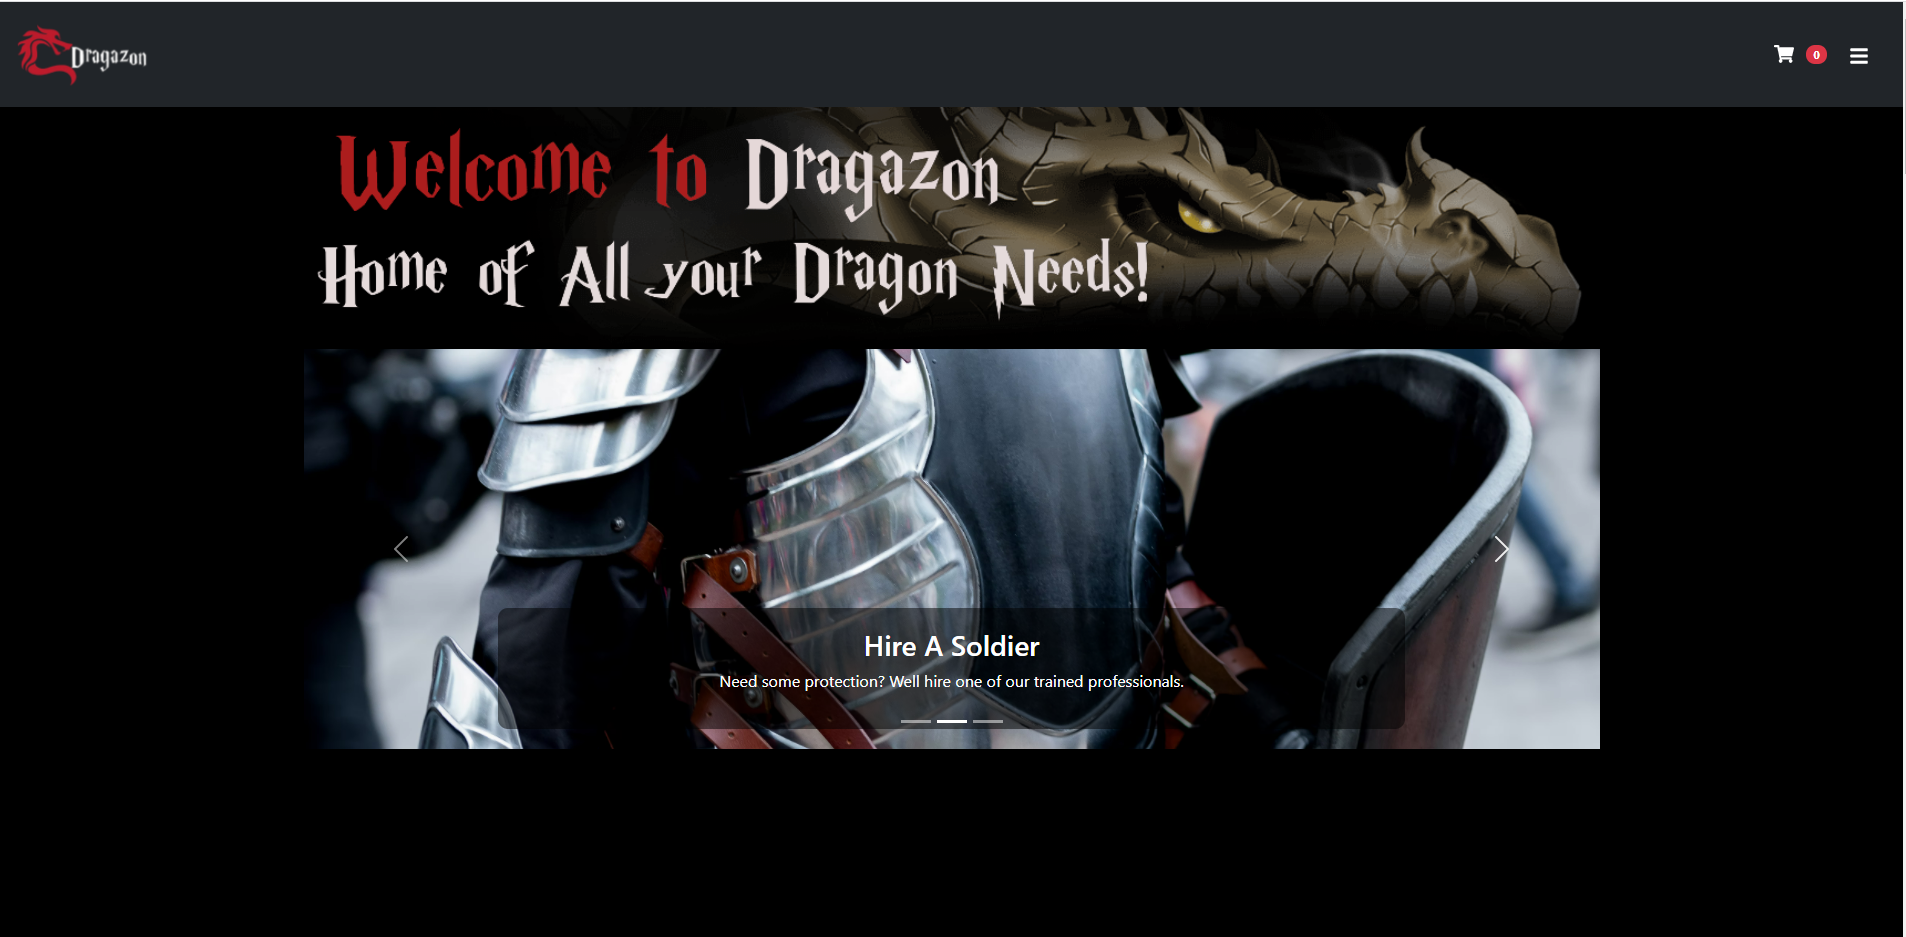 Dragazon
0
Welcome to Dragazon
Home of All your Dragon Needs!
Hire A Soldier
Need some protection? Well hire one of our trained professionals.